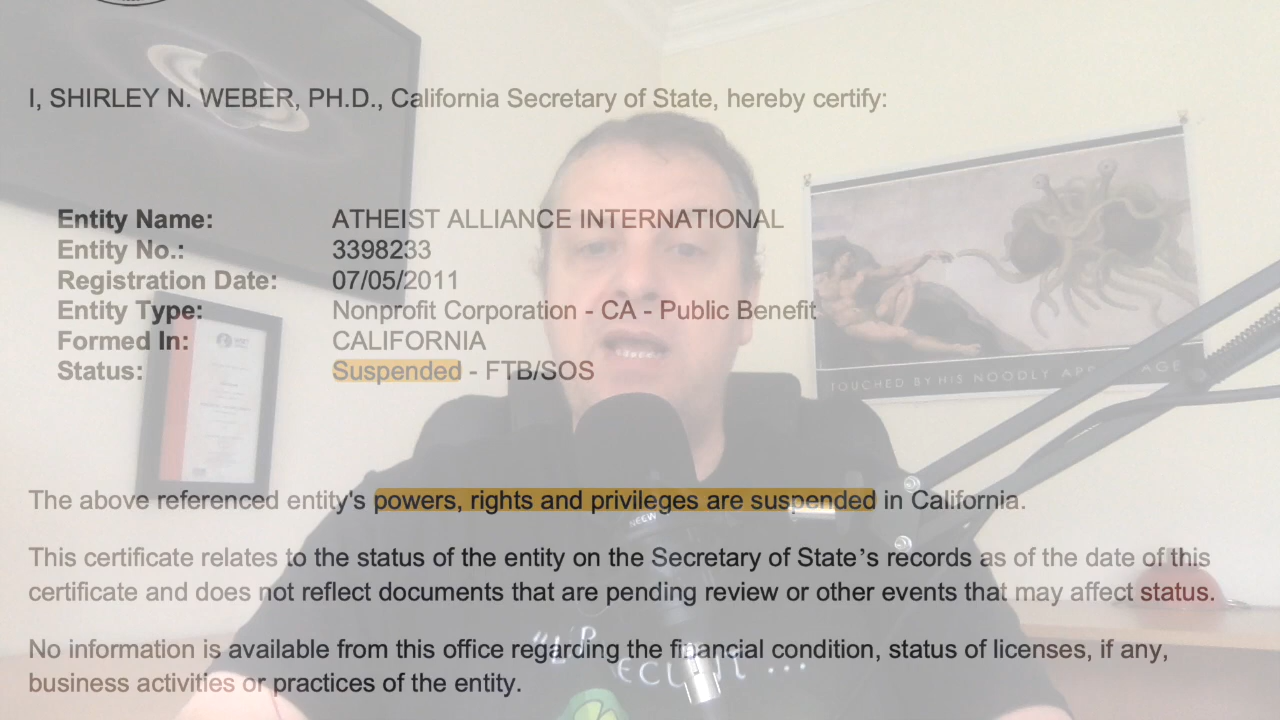 I, SHIRLEY N. WEBER, PH.D., California Secretary of State, hereby certify:
Entity Name: ATHEIST ALLIANCE INTERNATIONAL
Entity No.: 3398233
Registration Date: 07/05/2011
Entity Type: Nonprofit Corporation - CA - Public Benefit
Formed In: CALIFORNIA
Status: Suspended - FTB/SOS
TOUCHED BY HIS NOODLY APP AGE
The above referenced entity's powers, rights and privileges are suspended in California.
This certificate relates to the status of the entity on the Secretary of State's records as of the date of this
certificate and does not reflect documents that are pending review or other events that may affect status.
No information is available from this office regarding the financial condition, status of licenses, if any,
business activities or practices of the entity.